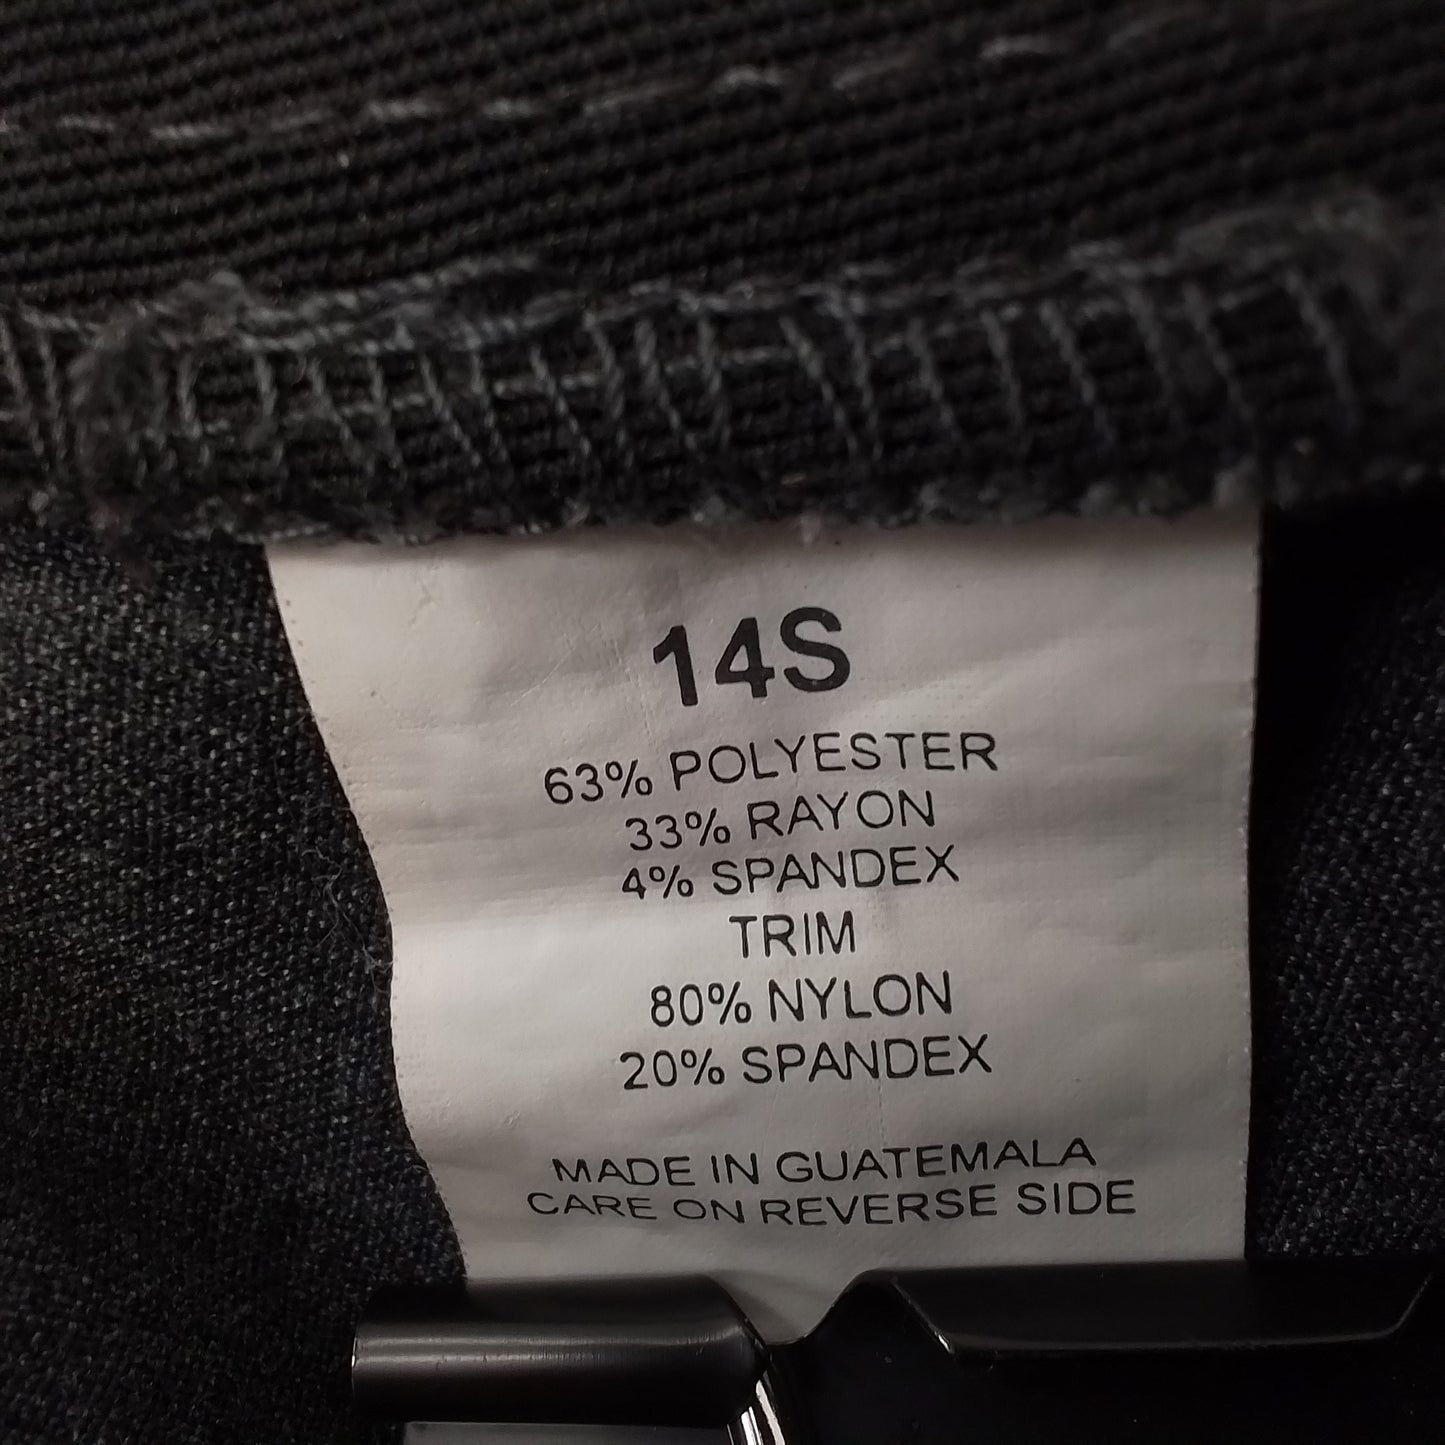 14S
63% POLYESTER
33% RAYON
4% SPANDEX
TRIM
80% NYLON
20% SPANDEX
MADE IN GUATEMALA
CARE ON REVERSE SIDE